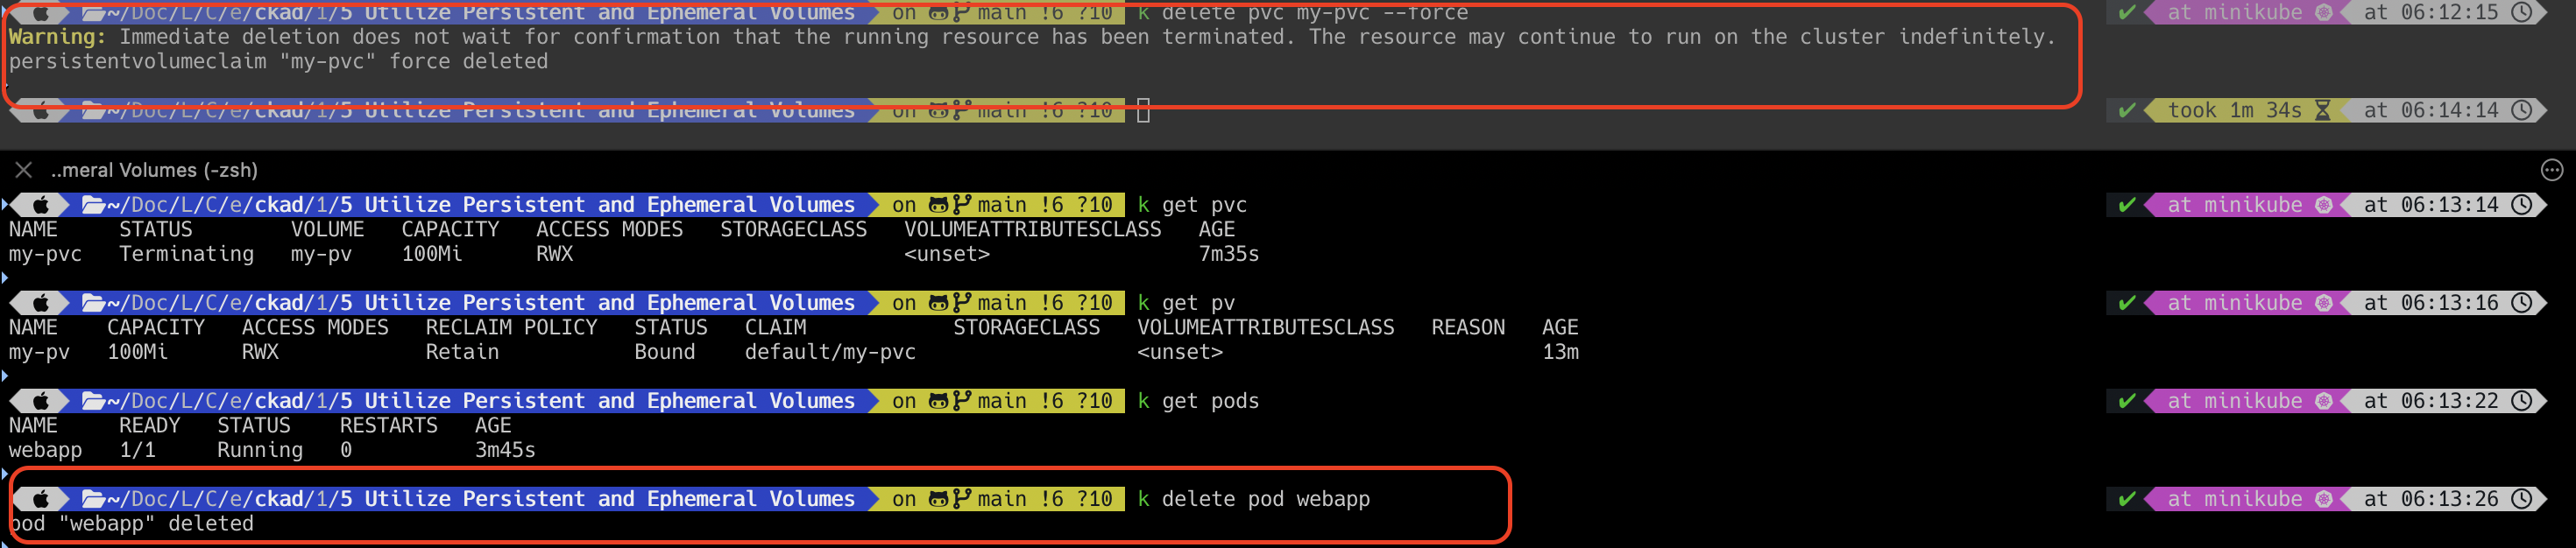 ~/Doc/L/C/e/ckad/1/5 Utilize Persistent and Ephemeral Volumes on main !6 ?10 k delete pvc my-pvc --force ✔ at minikube at 06:12:15
Warning: Immediate deletion does not wait for confirmation that the running resource has been terminated. The resource may continue to run on the cluster indefinitely.
persistentvolumeclaim "my-pvc" force deleted
~/Doc/L/C/e/ckad/1/5 Utilize Persistent and Ephemeral Volumes on main !6 ?10 ✔ took 1m 34s at 06:14:14
..meral Volumes (-zsh)
~/Doc/L/C/e/ckad/1/5 Utilize Persistent and Ephemeral Volumes on main !6 ?10 k get pvc ✔ at minikube at 06:13:14
NAME STATUS VOLUME CAPACITY ACCESS MODES STORAGECLASS VOLUMEATTRIBUTESCLASS AGE
my-pvc Terminating my-pv 100Mi RWX <unset> 7m35s
~/Doc/L/C/e/ckad/1/5 Utilize Persistent and Ephemeral Volumes on main !6 ?10 k get pv ✔ at minikube at 06:13:16
NAME CAPACITY ACCESS MODES RECLAIM POLICY STATUS CLAIM STORAGECLASS VOLUMEATTRIBUTESCLASS REASON AGE
my-pv 100Mi RWX Retain Bound default/my-pvc <unset> 13m
~/Doc/L/C/e/ckad/1/5 Utilize Persistent and Ephemeral Volumes on main !6 ?10 k get pods ✔ at minikube at 06:13:22
NAME READY STATUS RESTARTS AGE
webapp 1/1 Running 0 3m45s
~/Doc/L/C/e/ckad/1/5 Utilize Persistent and Ephemeral Volumes on main !6 ?10 k delete pod webapp ✔ at minikube at 06:13:26
pod "webapp" deleted